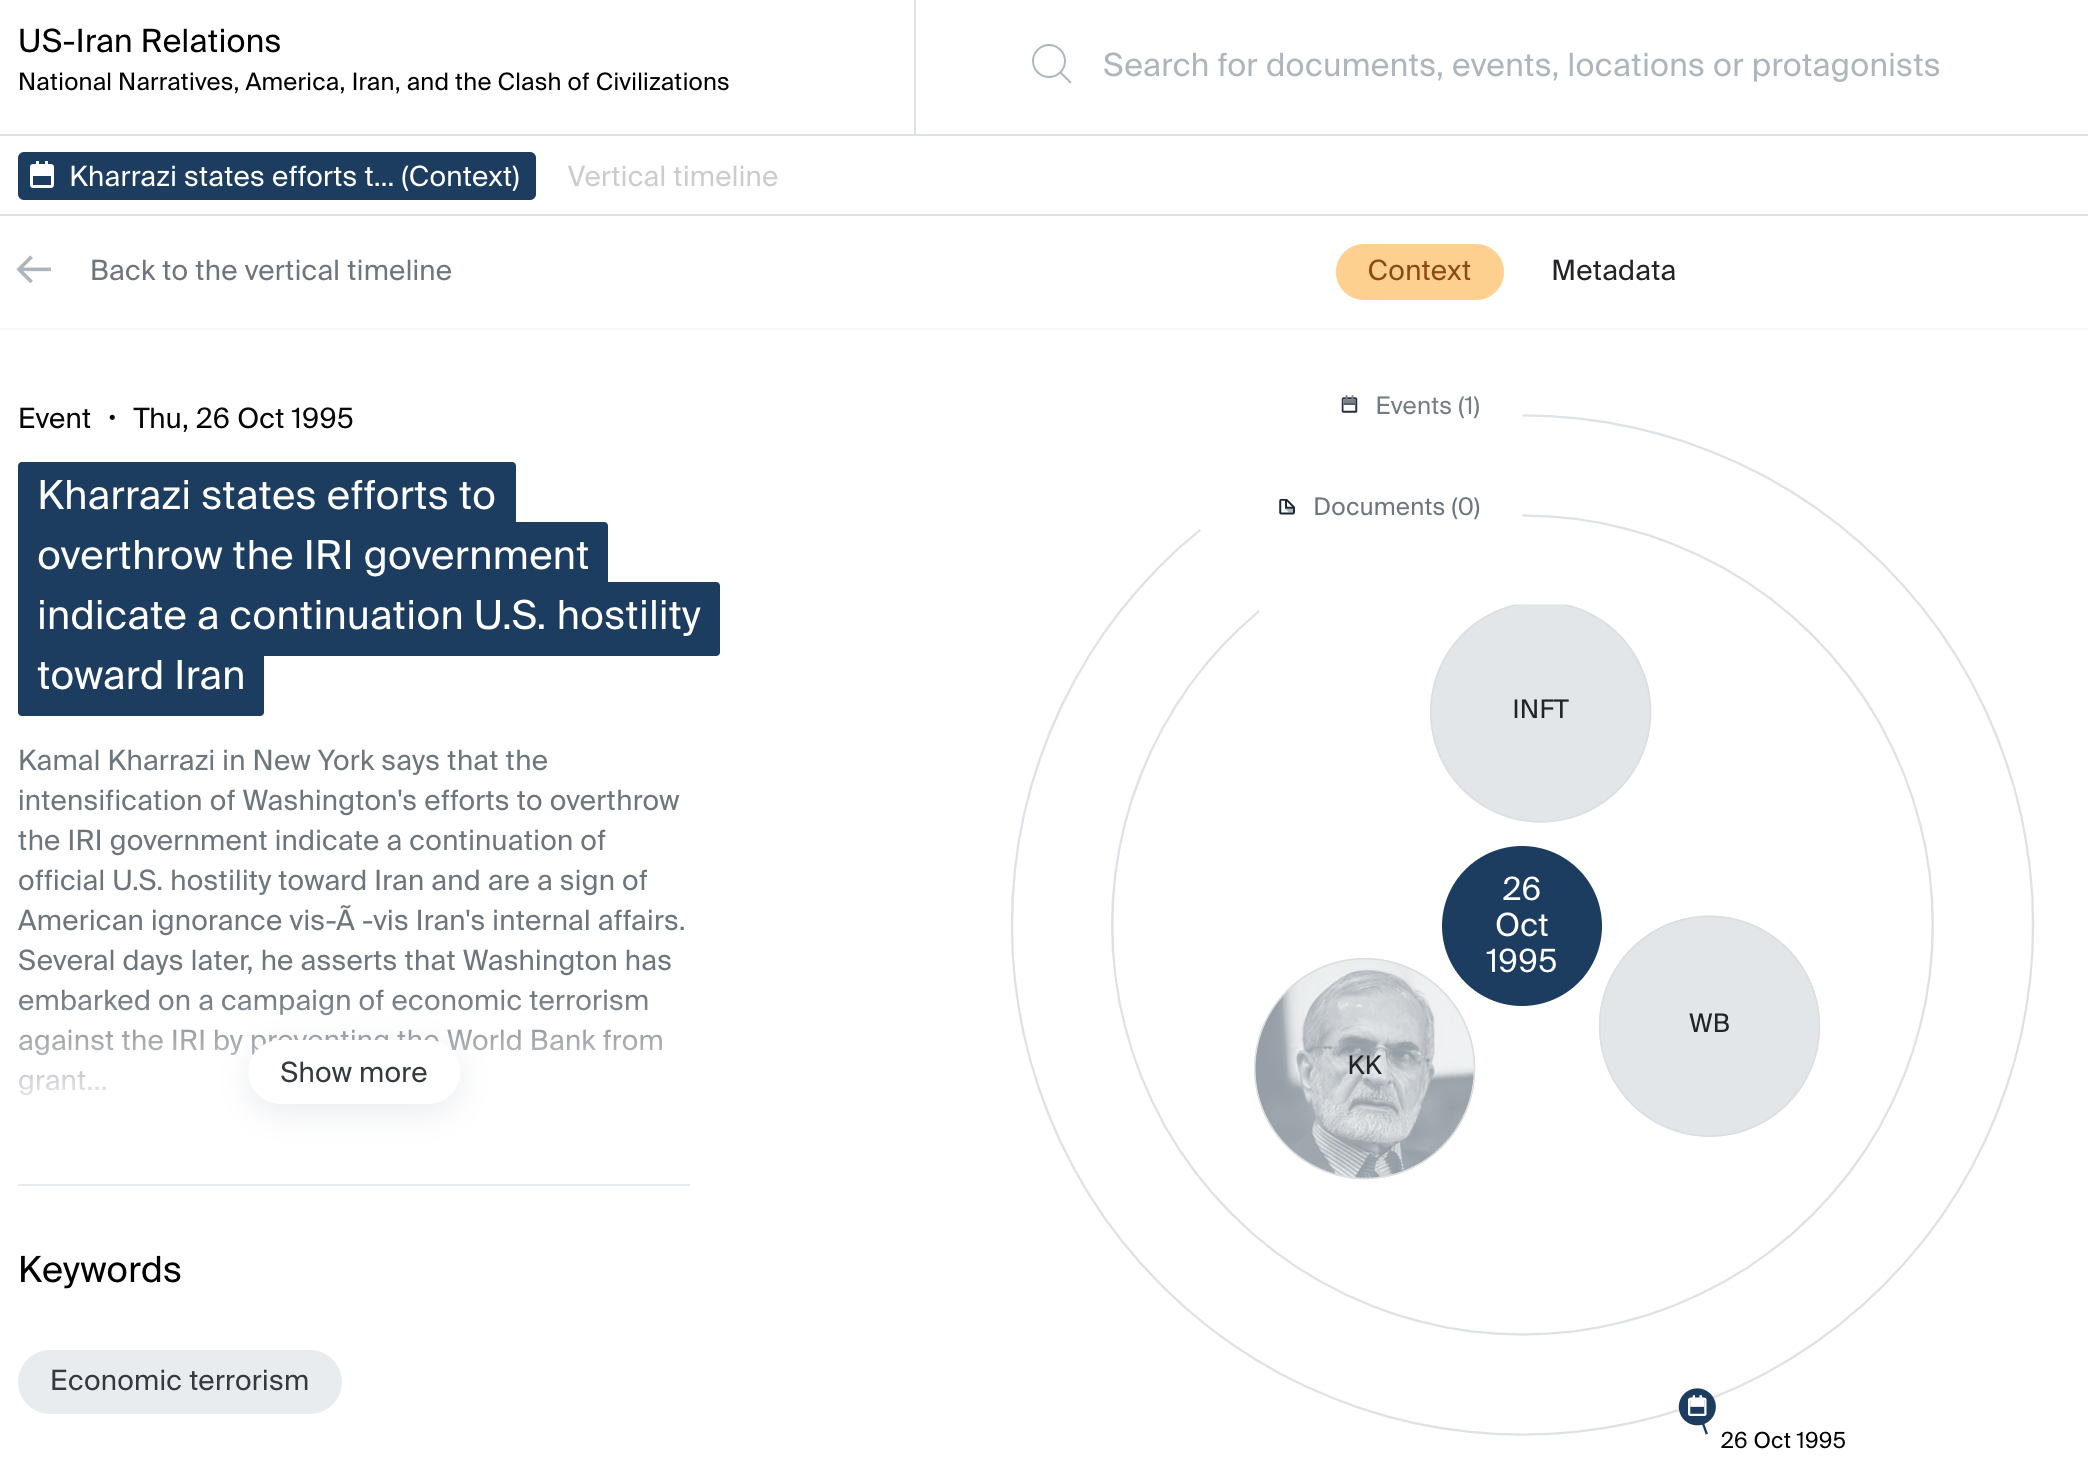 US-Iran Relations
National Narratives, America, Iran, and the Clash of Civilizations
Search for documents, events, locations or protagonists
Kharrazi states efforts t... (Context)
Vertical timeline
Back to the vertical timeline
Context
Metadata
Event · Thu, 26 Oct 1995
Kharrazi states efforts to
overthrow the IRI government
indicate a continuation U.S. hostility
toward Iran
Kamal Kharrazi in New York says that the
intensification of Washington's efforts to overthrow
the IRI government indicate a continuation of
official U.S. hostility toward Iran and are a sign of
American ignorance vis-Ã -vis Iran's internal affairs.
Several days later, he asserts that Washington has
embarked on a campaign of economic terrorism
against the IRI by preventing the World Bank from
grant...
Show more
Keywords
Economic terrorism
Events (1)
Documents (0)
INFT
26
Oct
1995
WB
KK
26 Oct 1995